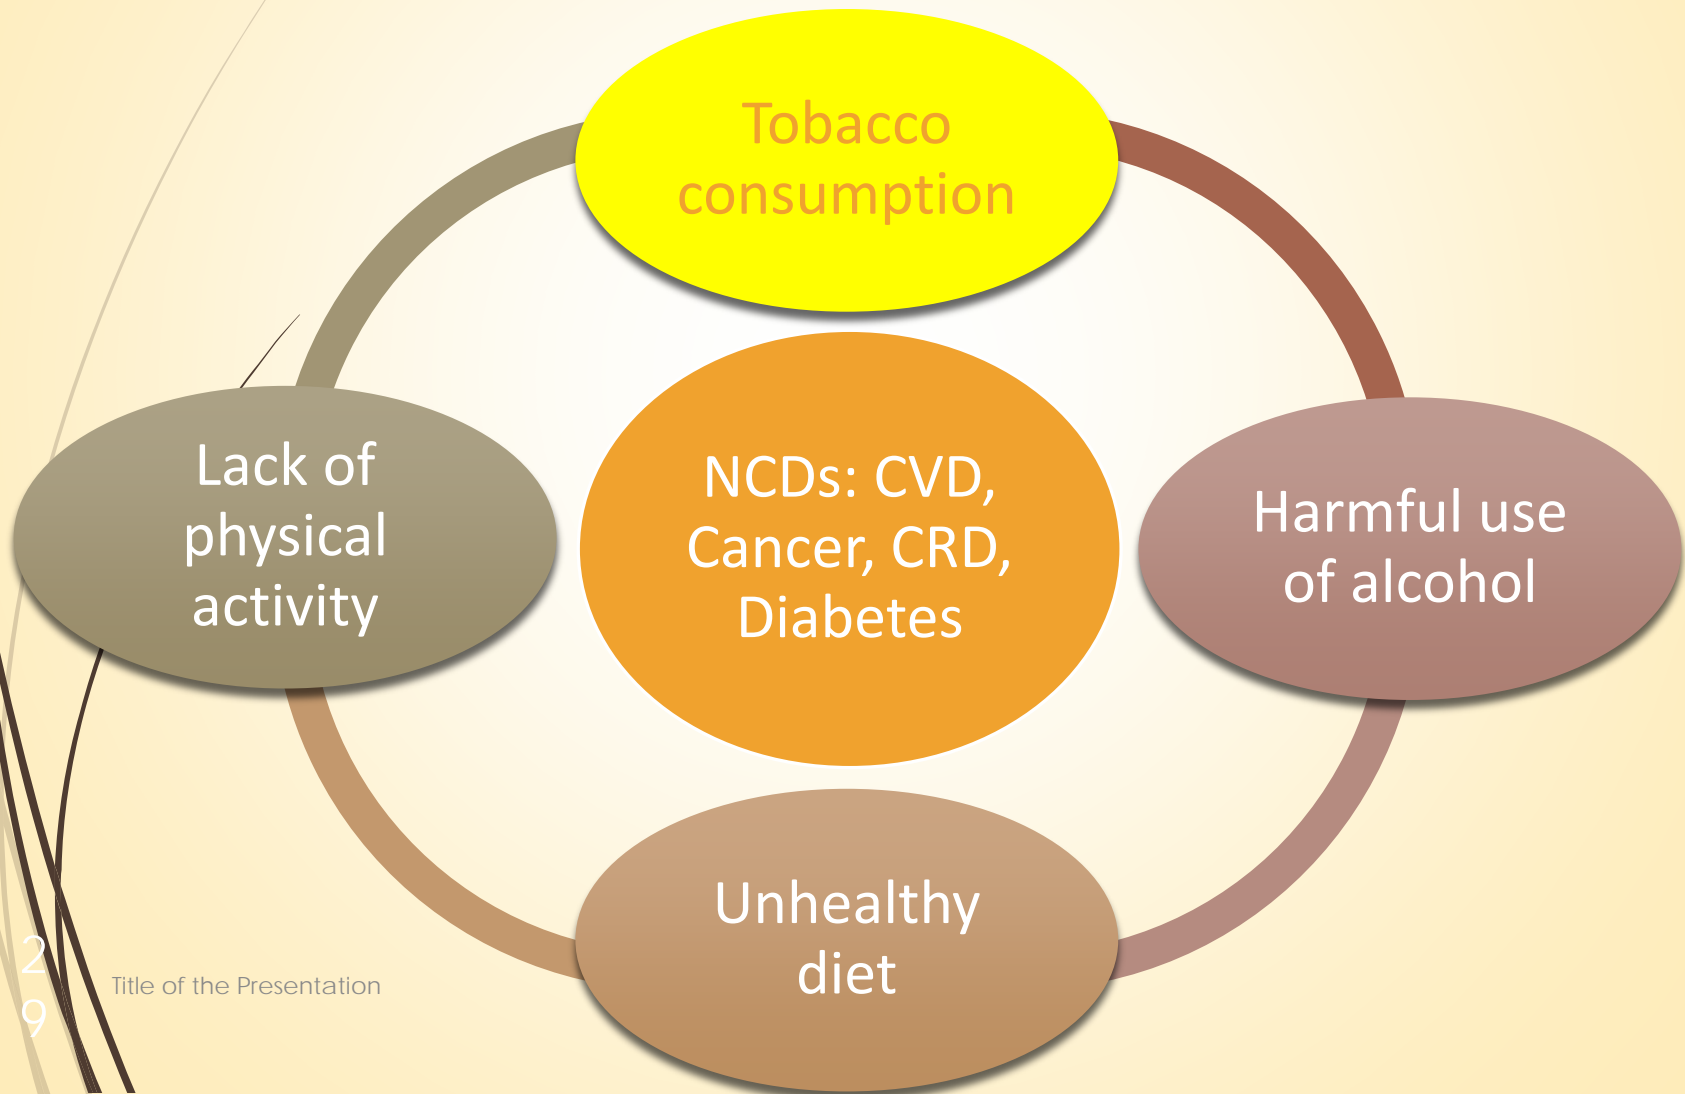 Tobacco
consumption
Lack of
physical
activity
NCDs: CVD,
Cancer, CRD,
Diabetes
Harmful use
of alcohol
Unhealthy
diet
2
9
Title of the Presentation